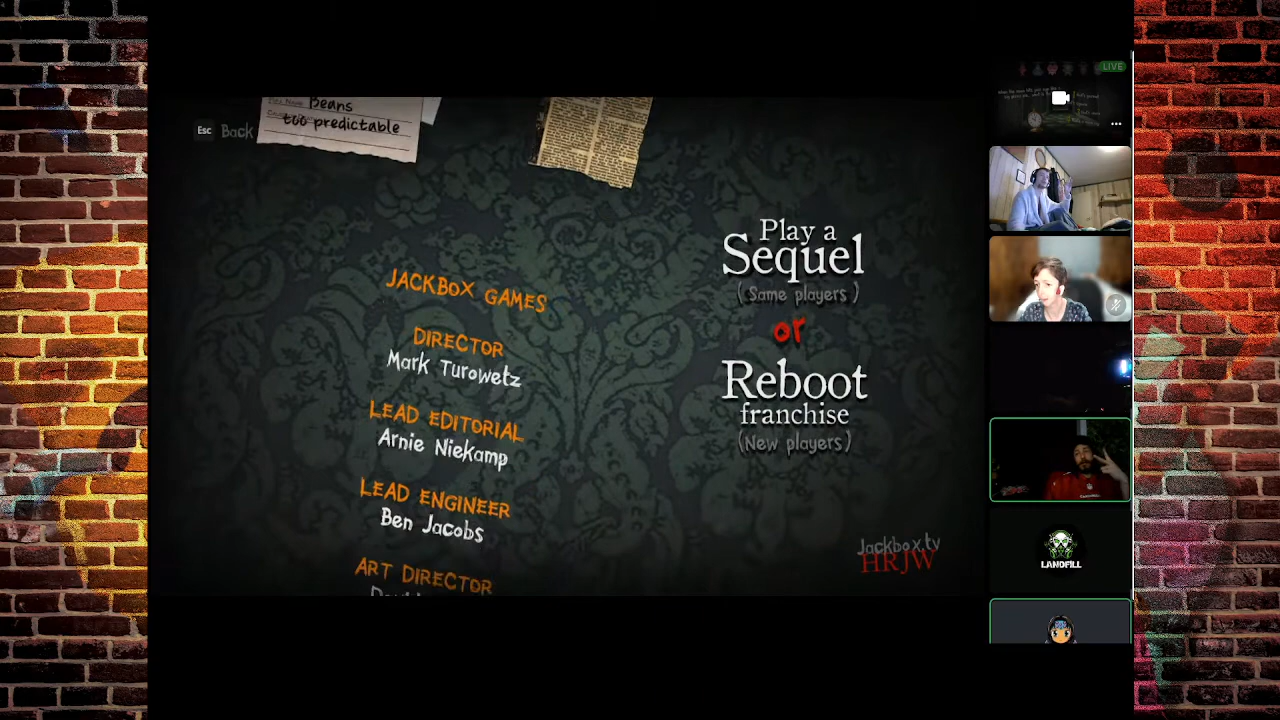 LIVE
Beans
too predictable
Esc Back
Play a
Sequel
(Same players)
or
Reboot
franchise
(New players)
JACKBOX GAMES
DIRECTOR
Mark Turowetz
LEAD EDITORIAL
Arnie Niekamp
LEAD ENGINEER
Ben Jacobs
ART DIRECTOR
Jackbox.tv
HRJW
LANDFILL